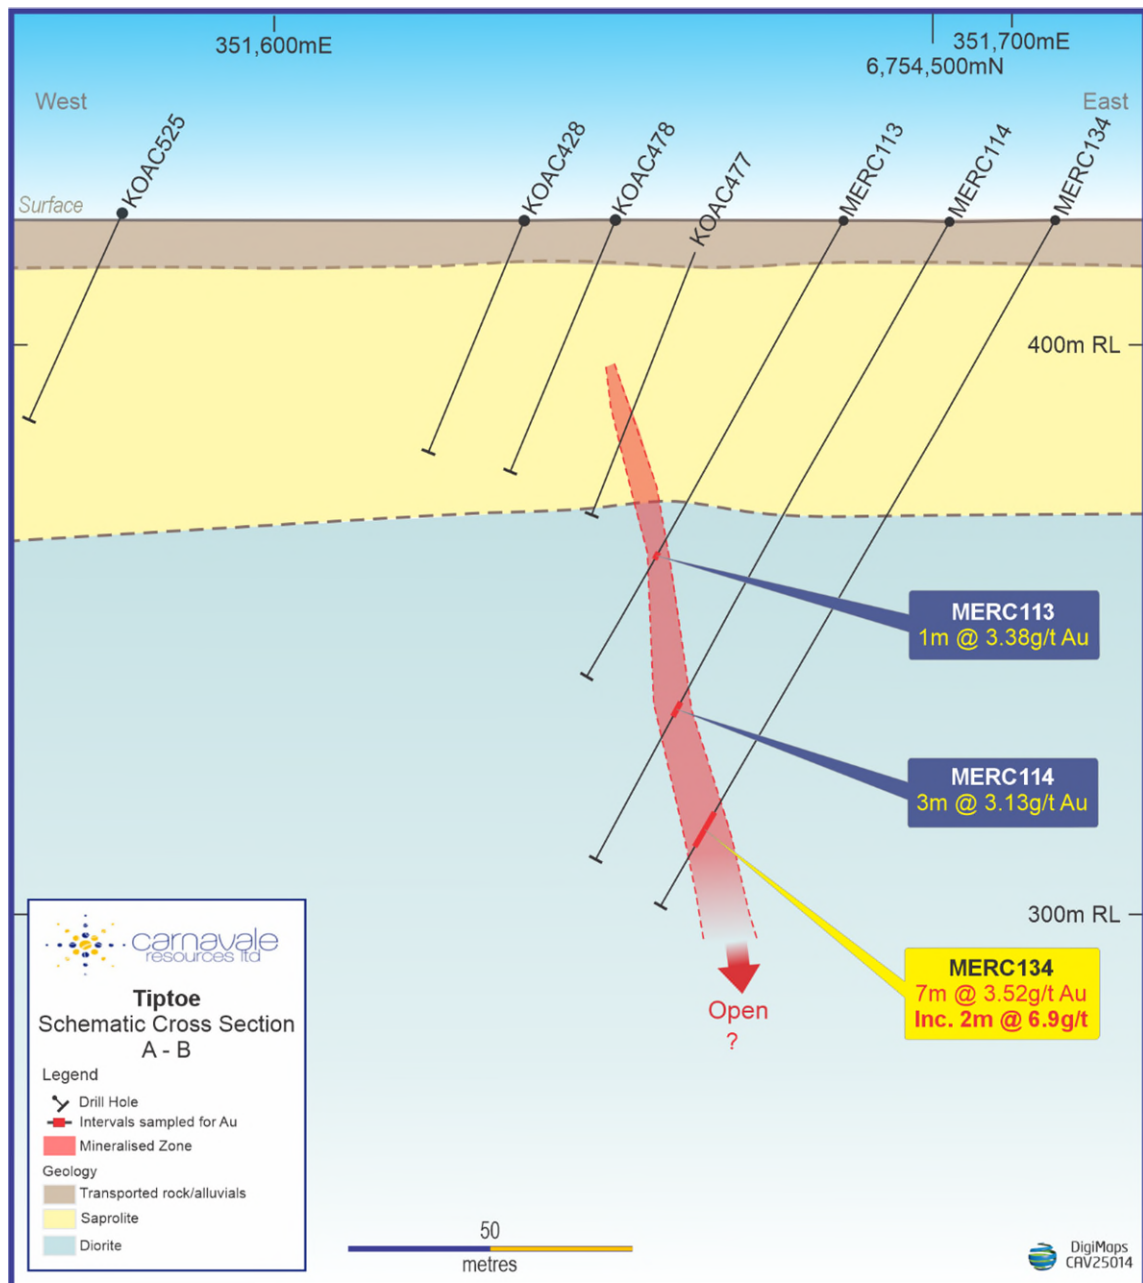 351,600mE
351,700mE
6,754,500mN
West
East
KOAC525
KOAC428
KOAC478
KOAC477
MERC113
MERC114
MERC134
Surface
400m RL
MERC113
1m @ 3.38g/t Au
MERC114
3m @ 3.13g/t Au
300m RL
MERC134
7m @ 3.52g/t Au
Inc. 2m @ 6.9g/t
Open
?
carnavale
resources ltd
Tiptoe
Schematic Cross Section
A - B
Legend
Drill Hole
Intervals sampled for Au
Mineralised Zone
Geology
Transported rock/alluvials
Saprolite
Diorite
50
metres
DigiMaps
CAV25014